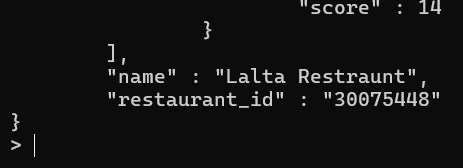 "score" : 14
}
],
"name" : "Lalta Restraunt",
"restaurant_id" : "30075448"
}
>